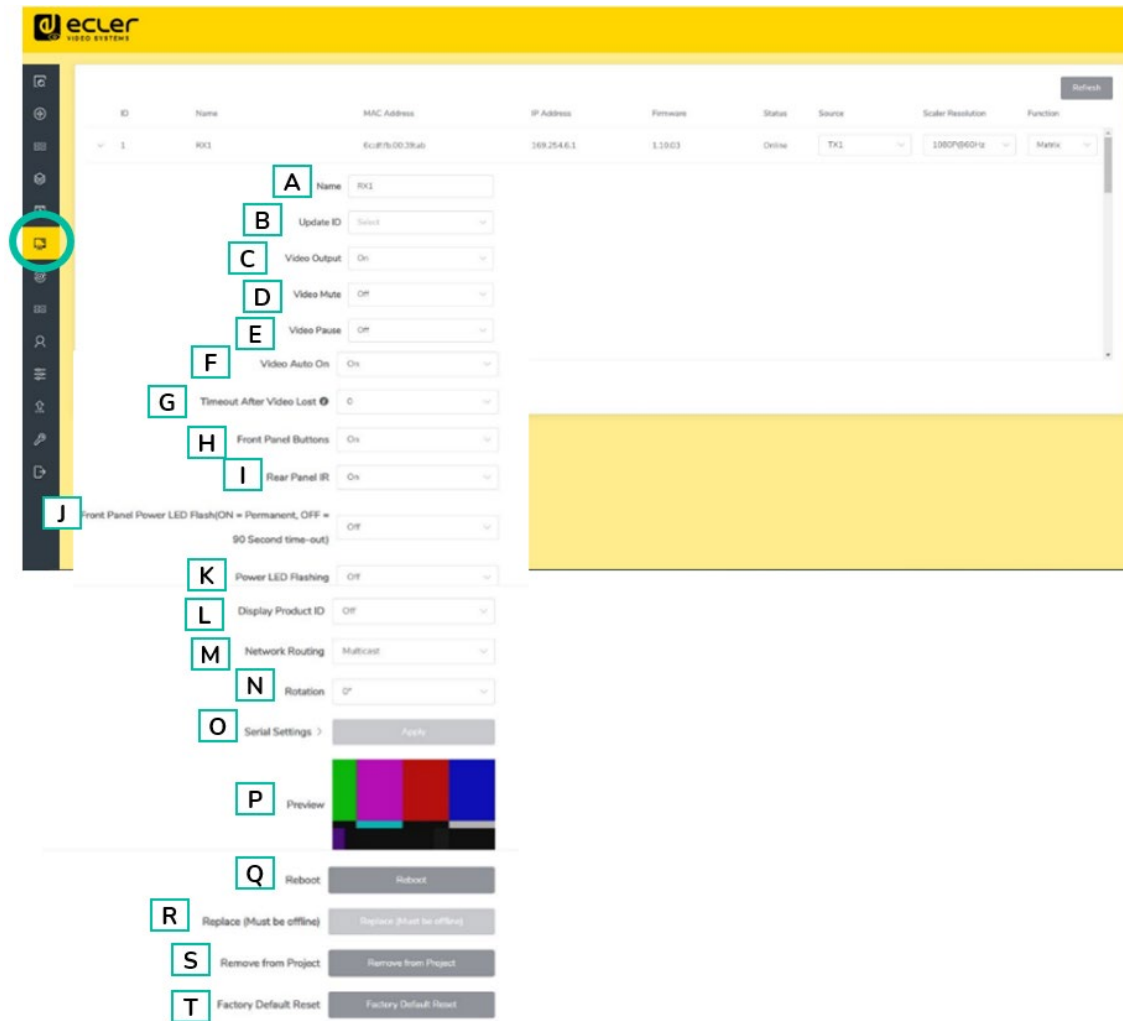 ecler
VIDEO SYSTEMS
Refresh
ID Name MAC Address IP Address Firmware Status Source Scaler Resolution Function
1 RX1 169.254.6.1 1.10.03 Online TX1 1080P@60Hz Matrix
A Name RX1
B Update ID Select
C Video Output On
D Video Mute Off
E Video Pause Off
F Video Auto On On
G Timeout After Video Lost 0
H Front Panel Buttons On
I Rear Panel IR On
J Front Panel Power LED Flash(ON = Permanent, OFF = Off
90 Second time-out)
K Power LED Flashing Off
L Display Product ID Off
M Network Routing Multicast
N Rotation 0°
O Serial Settings > Apply
P Preview
Q Reboot Reboot
R Replace (Must be offline) Replace (Must be offline)
S Remove from Project Remove from Project
T Factory Default Reset Factory Default Reset